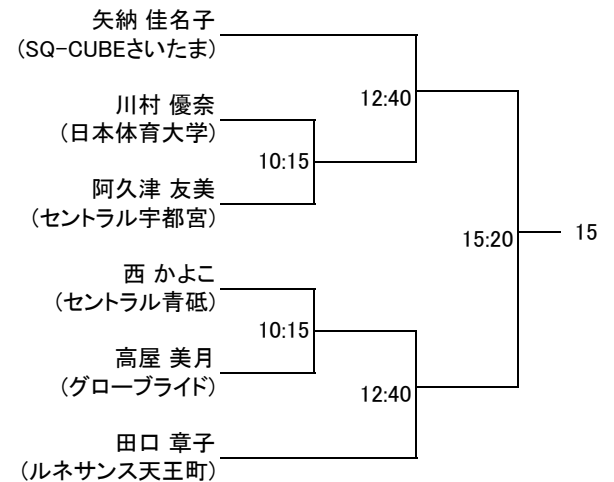 矢納 佳名子
(SQ-CUBEさいたま)
12:40
川村 優奈
(日本体育大学)
10:15
阿久津 友美
(セントラル宇都宮)
15:20
15
西 かよこ
(セントラル青砥)
10:15
高屋 美月
(グローブライド)
12:40
田口 章子
(ルネサンス天王町)